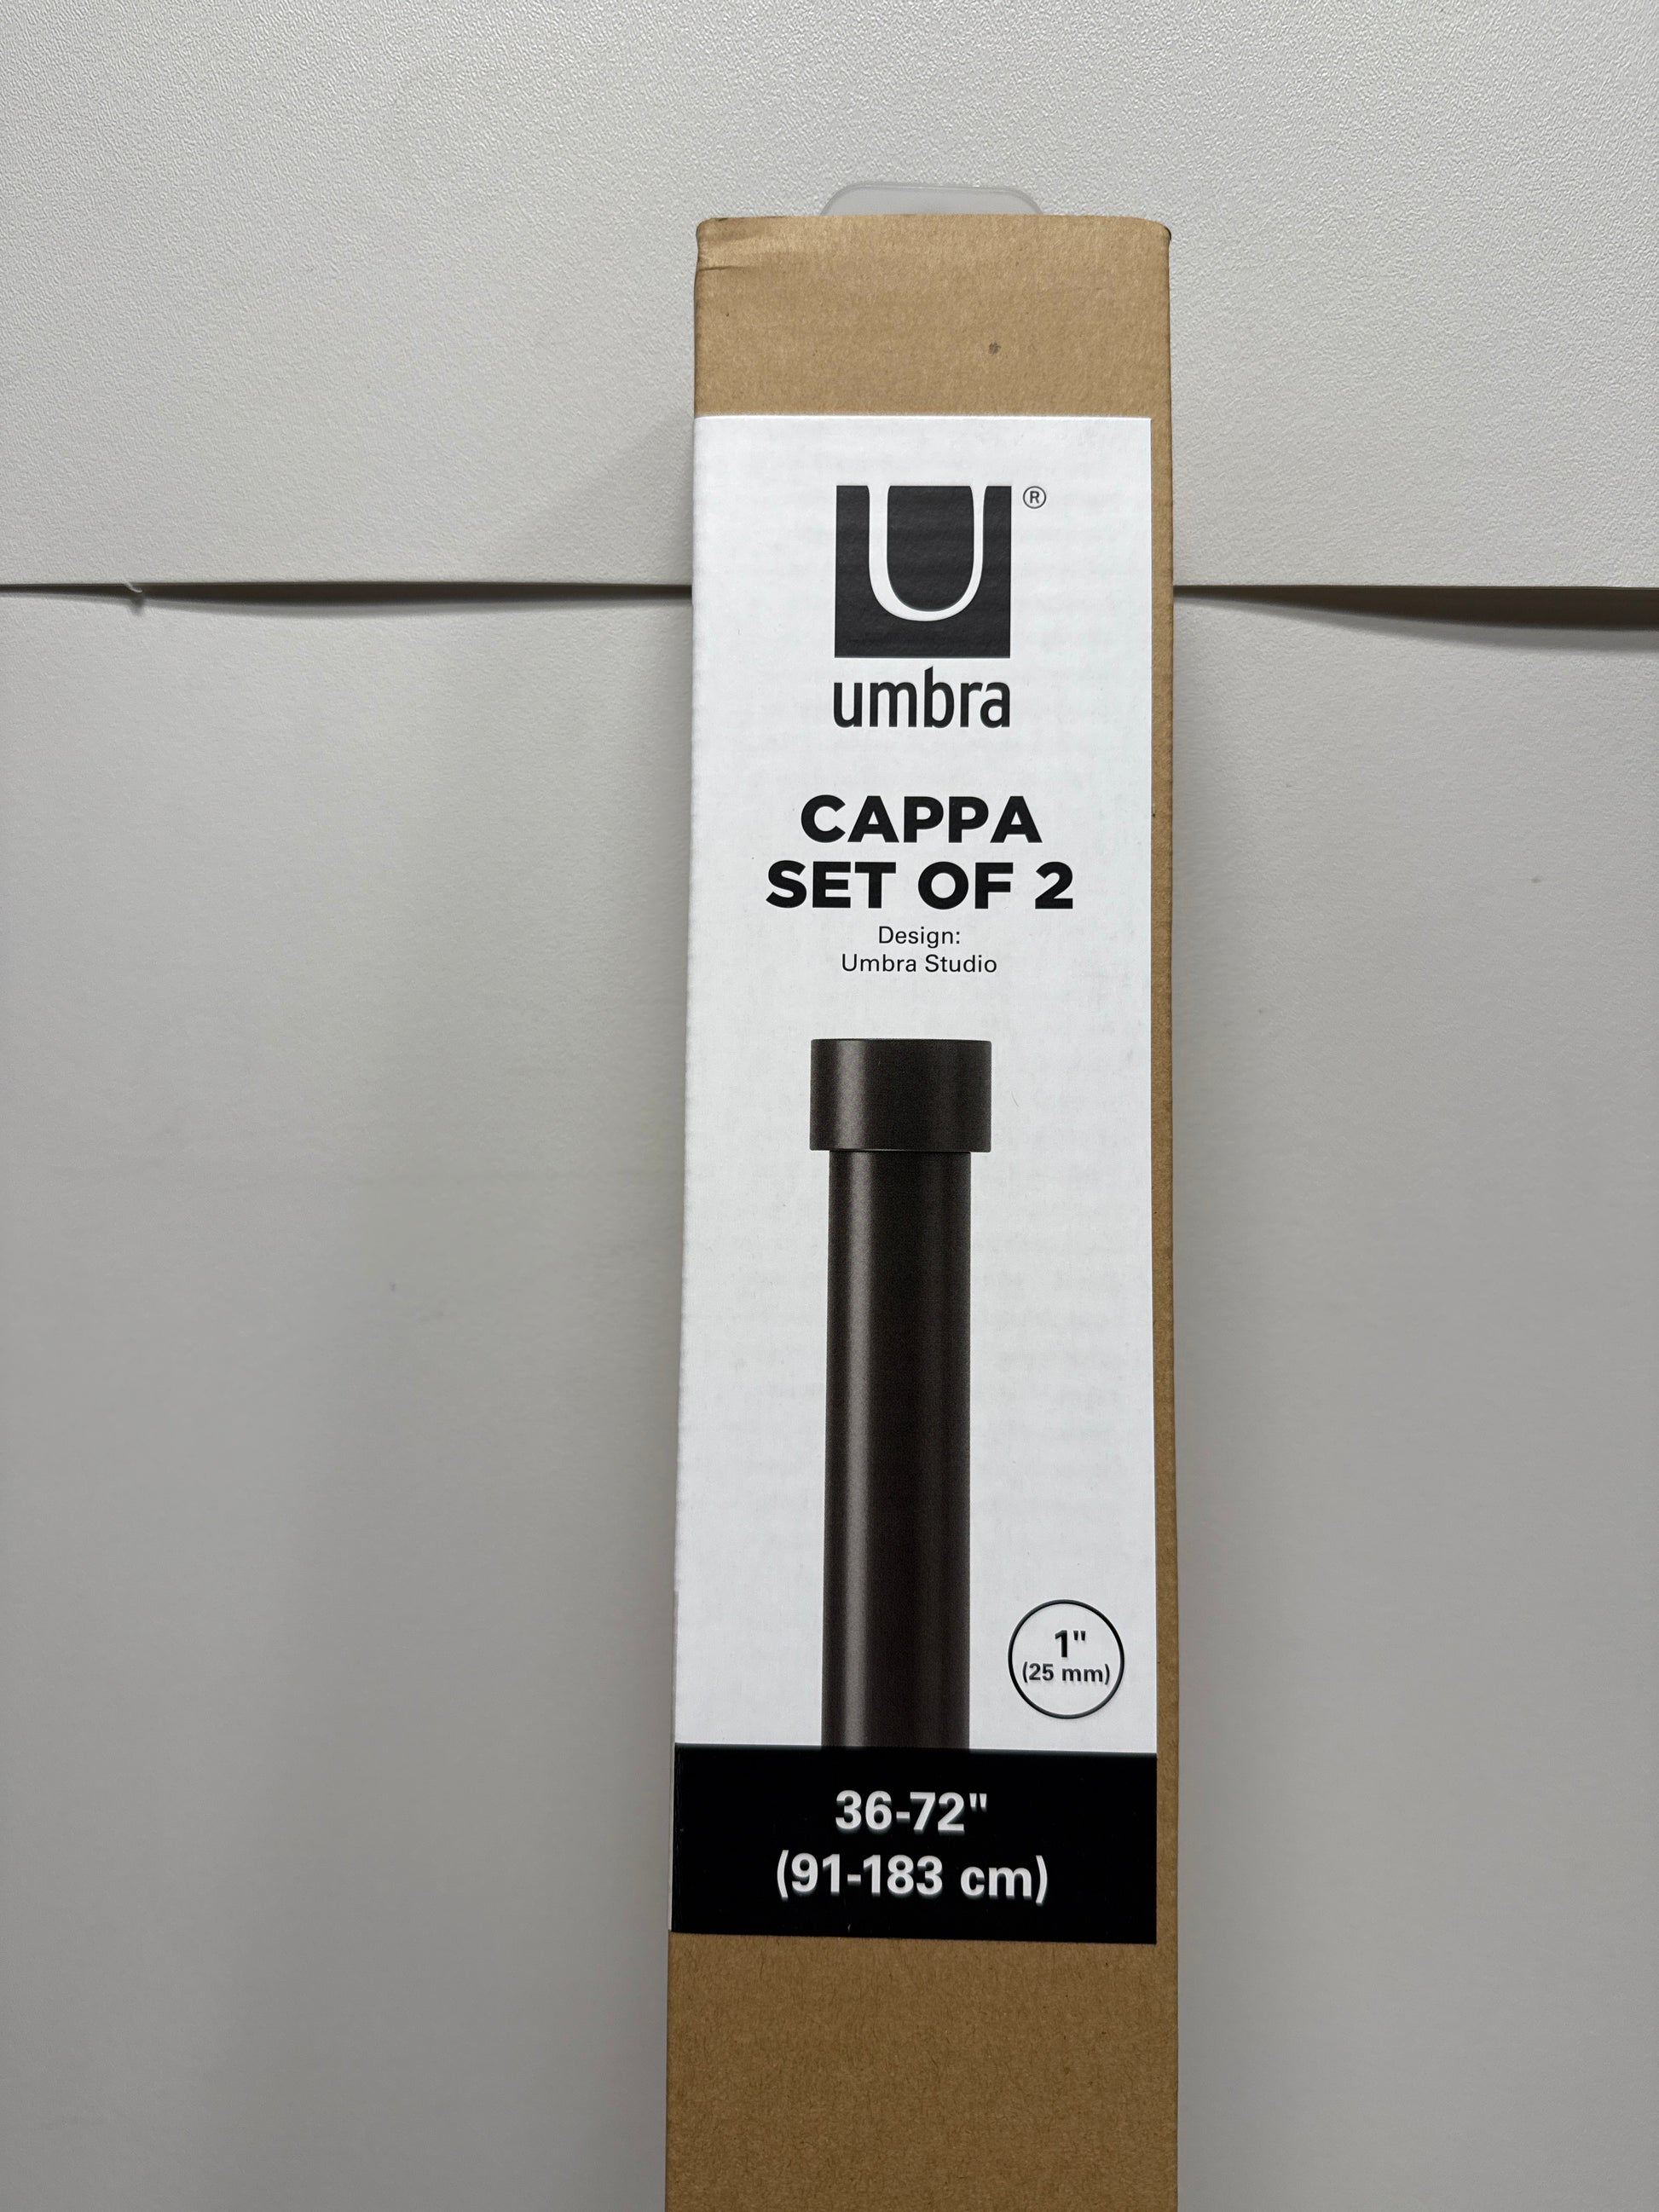 ®
umbra
CAPPA
SET OF 2
Design:
Umbra Studio
1"
(25 mm)
36-72"
(91-183 cm)